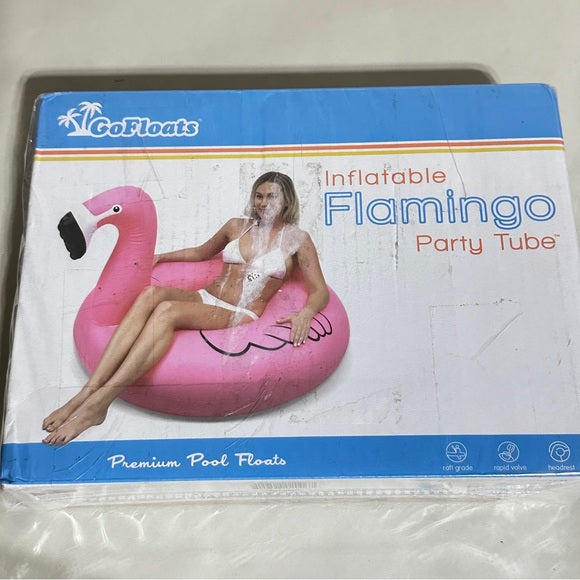 GoFloats
Inflatable
Flamingo
Party Tube™
Premium Pool Floats
raft grade
rapid valve
headrest